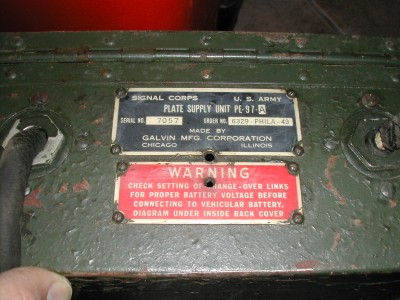 SIGNAL CORPS U. S. ARMY
PLATE SUPPLY UNIT PE-97-A
SERIAL NO. 7057 ORDER NO. 6329-PHILA-43
MADE BY
GALVIN MFG. CORPORATION
CHICAGO ILLINOIS
WARNING
CHECK SETTING OF CHANGE-OVER LINKS
FOR PROPER BATTERY VOLTAGE BEFORE
CONNECTING TO VEHICULAR BATTERY.
DIAGRAM UNDER INSIDE BACK COVER